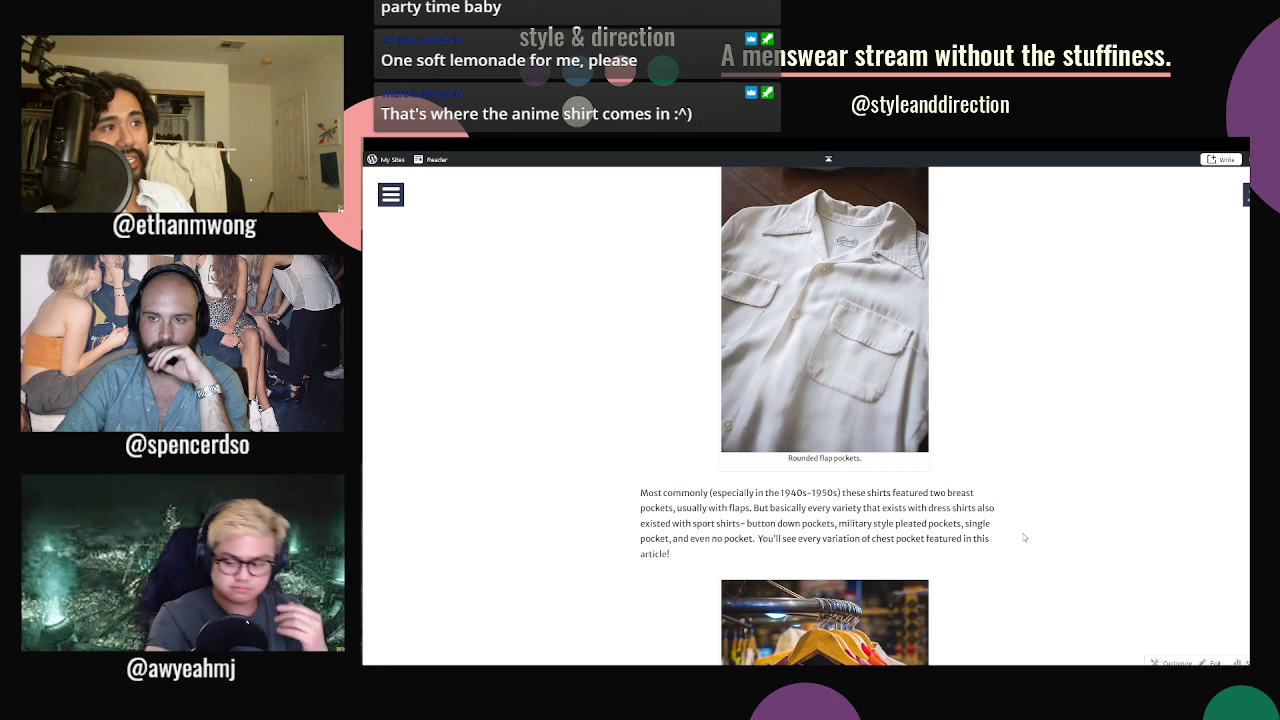 party time baby
THEHALFMINDED
One soft lemonade for me, please
THEHALFMINDED
That's where the anime shirt comes in :^)
style & direction
A menswear stream without the stuffiness.
@styleanddirection
@ethanmwong
@spencerdso
@awyeahmj
My Sites
Reader
Write
Rounded flap pockets.
Most commonly (especially in the 1940s-1950s) these shirts featured two breast
pockets, usually with flaps. But basically every variety that exists with dress shirts also
existed with sport shirts- button down pockets, military style pleated pockets, single
pocket, and even no pocket. You'll see every variation of chest pocket featured in this
article!
Customize
Edit